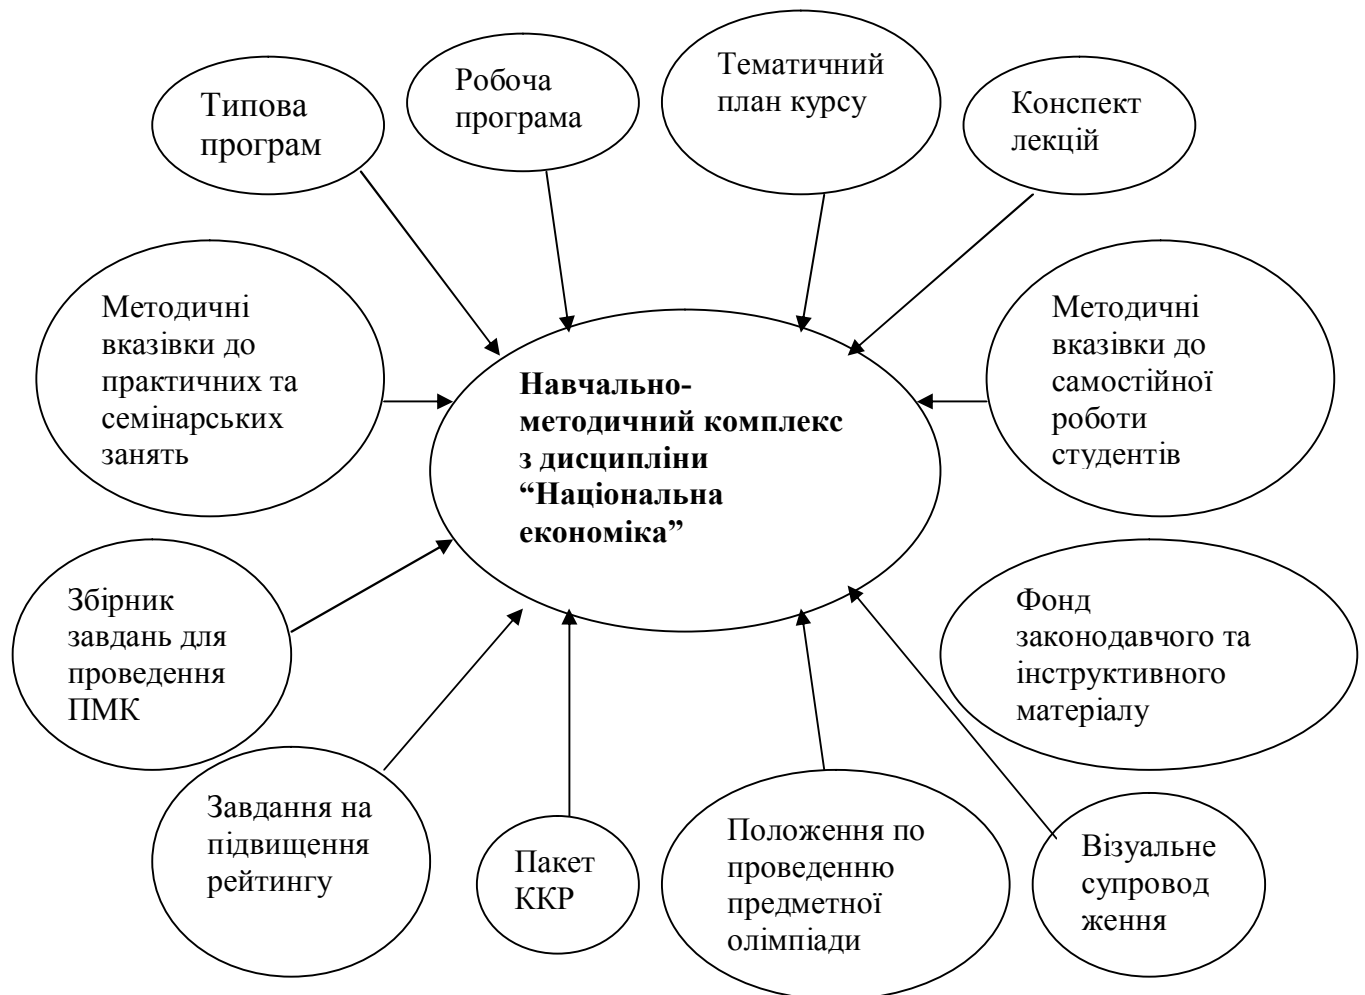 Типова
програм
Робоча
програма
Тематичний
план курсу
Конспект
лекцій
Методичні
вказівки до
практичних та
семінарських
занять
Навчально-
методичний комплекс
з дисципліни
“Національна
економіка”
Методичні
вказівки до
самостійної
роботи
студентів
Збірник
завдань для
проведення
ПМК
Фонд
законодавчого та
інструктивного
матеріалу
Завдання на
підвищення
рейтингу
Пакет
ККР
Положення по
проведенню
предметної
олімпіади
Візуальне
супровод
ження